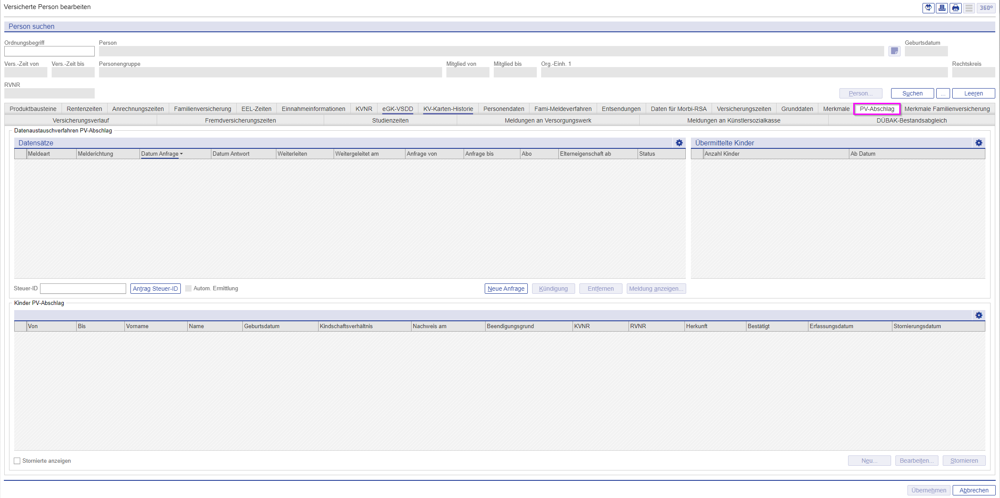 Versicherte Person bearbeiten
360°
Person suchen
Ordnungsbegriff Person Geburtsdatum
Vers.-Zeit von Vers.-Zeit bis Personengruppe Mitglied von Mitglied bis Org.-Einh. 1 Rechtskreis
RVNR
Person... Suchen ... Leeren
Produktbausteine Rentenzeiten Anrechnungszeiten Familienversicherung EEL-Zeiten Einnahmeinformationen KVNR eGK-VSDD KV-Karten-Historie Personendaten Fami-Meldeverfahren Entsendungen Daten für Morbi-RSA Versicherungszeiten Grunddaten Merkmale PV-Abschlag Merkmale Familienversicherung
Versicherungsverlauf Fremdversicherungszeiten Studienzeiten Meldungen an Versorgungswerk Meldungen an Künstlersozialkasse DÜBAK-Bestandsabgleich
Datenaustauschverfahren PV-Abschlag
Datensätze Übermittelte Kinder
Meldeart Melderichtung Datum Anfrage Datum Antwort Weiterleiten Weitergeleitet am Anfrage von Anfrage bis Abo Elterneigenschaft ab Status Anzahl Kinder Ab Datum
Steuer-ID Antrag Steuer-ID Autom. Ermittlung Neue Anfrage Kündigung Entfernen Meldung anzeigen...
Kinder PV-Abschlag
Von Bis Vorname Name Geburtsdatum Kindschaftsverhältnis Nachweis am Beendigungsgrund KVNR RVNR Herkunft Bestätigt Erfassungsdatum Stornierungsdatum
Stornierte anzeigen Neu... Bearbeiten... Stornieren
Übernehmen Abbrechen